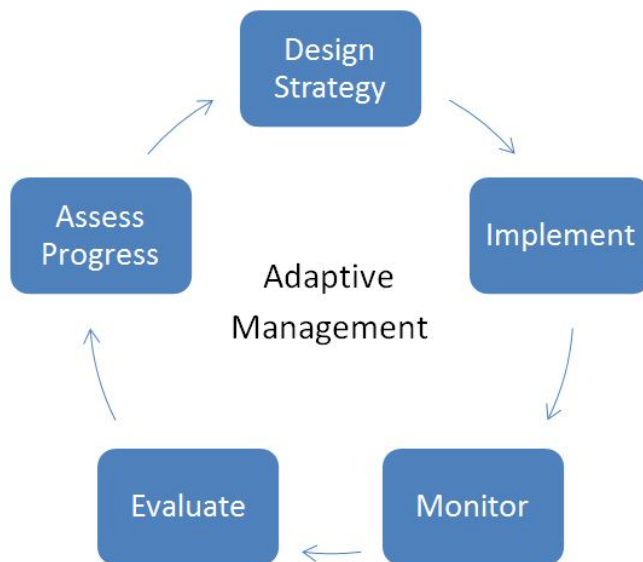 Design
Strategy
Implement
Monitor
Evaluate
Assess
Progress
Adaptive
Management